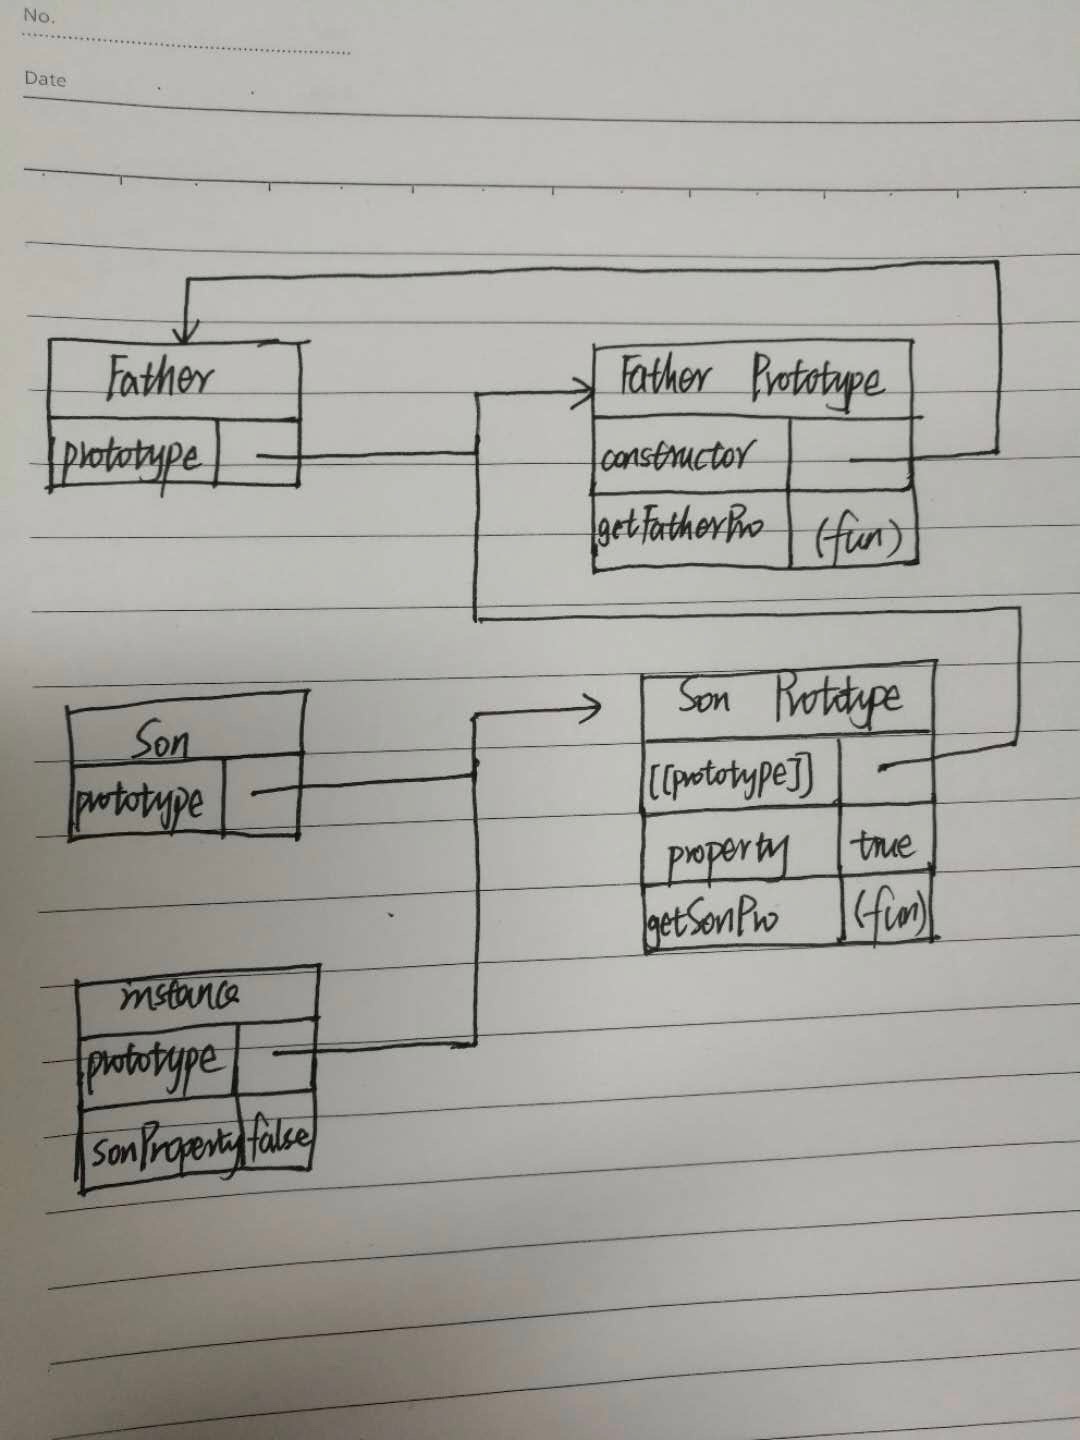 No.
Date
Father
prototype
Father Prototype
constructor
getFatherPro (fun)
Son
prototype
Son Prototype
[[prototype]]
property true
getSonPro (fun)
instance
prototype
sonProperty false